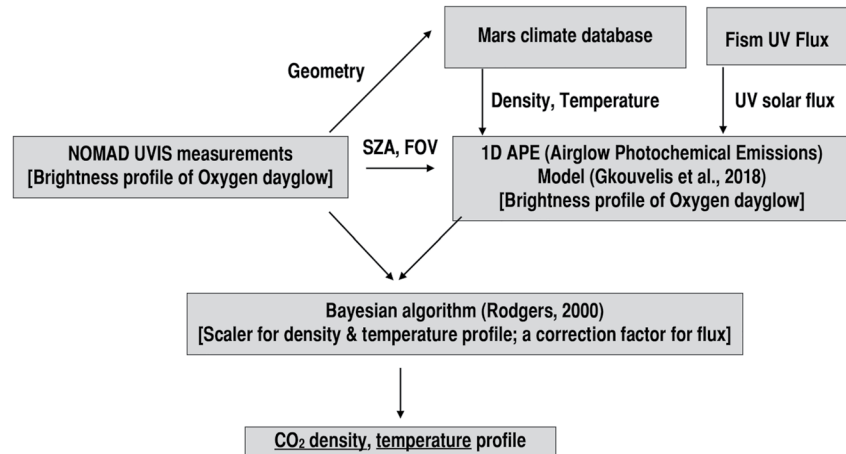 Mars climate database
Fism UV Flux
Geometry
Density, Temperature
UV solar flux
NOMAD UVIS measurements
[Brightness profile of Oxygen dayglow]
SZA, FOV
1D APE (Airglow Photochemical Emissions)
Model (Gkouvelis et al., 2018)
[Brightness profile of Oxygen dayglow]
Bayesian algorithm (Rodgers, 2000)
[Scaler for density & temperature profile; a correction factor for flux]
CO₂ density, temperature profile